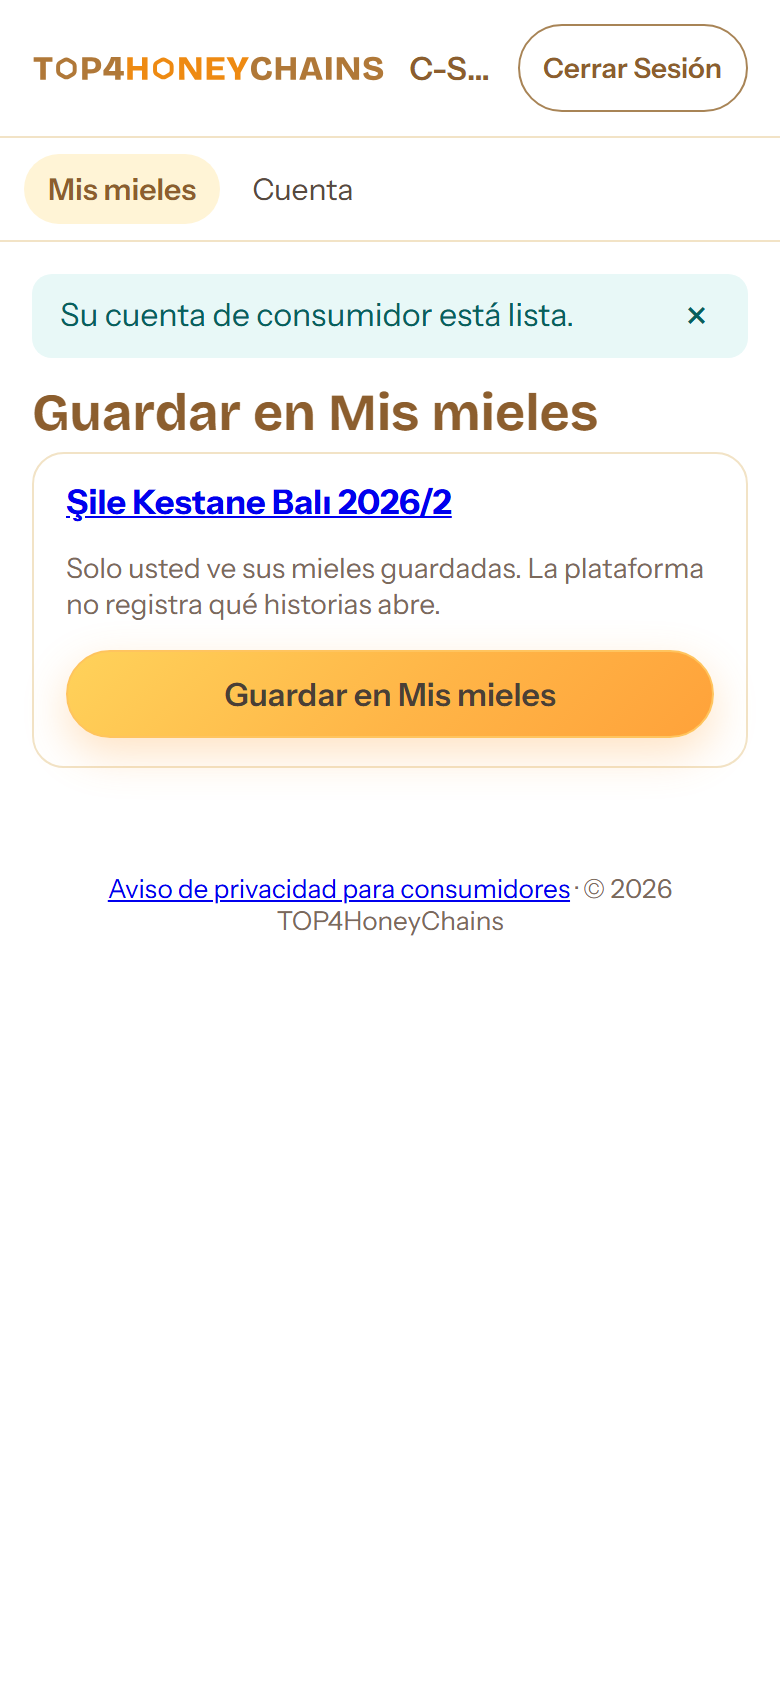 TOP4HONEYCHAINS C-S... Cerrar Sesión
Mis mieles Cuenta
Su cuenta de consumidor está lista. ×
Guardar en Mis mieles
Şile Kestane Balı 2026/2
Solo usted ve sus mieles guardadas. La plataforma
no registra qué historias abre.
Guardar en Mis mieles
Aviso de privacidad para consumidores · © 2026
TOP4HoneyChains